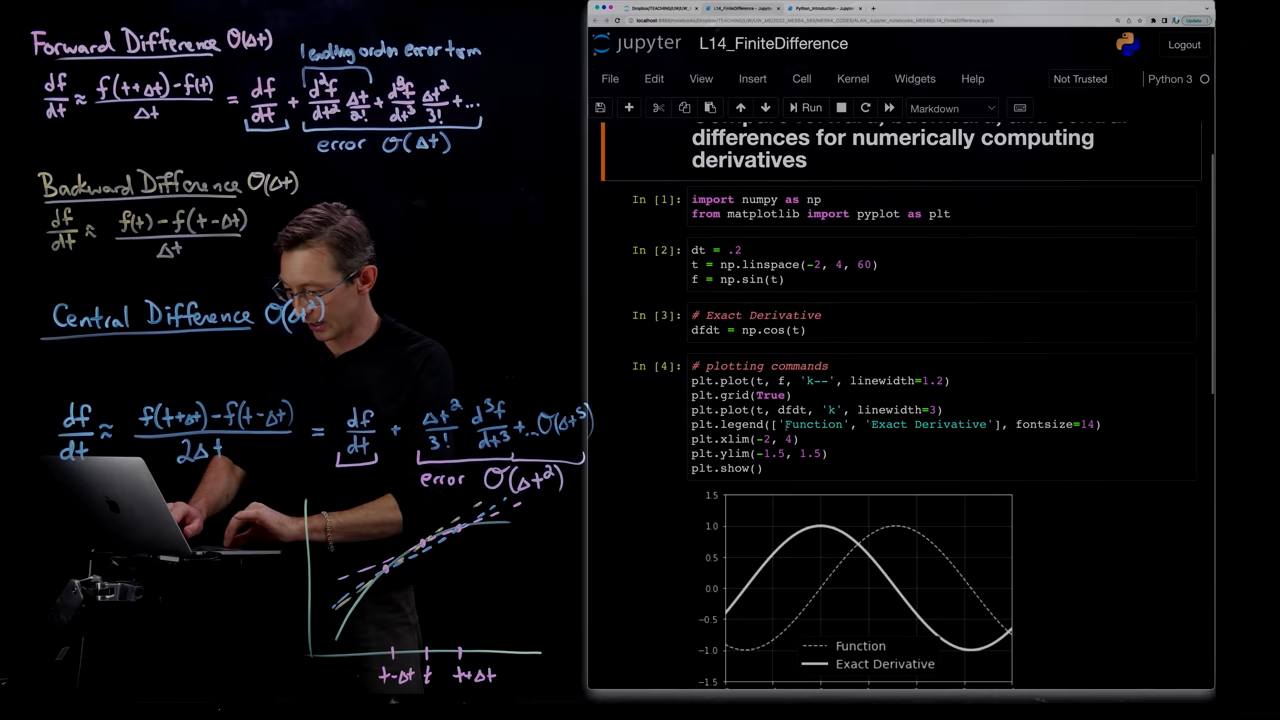 Forward Difference O(Δt)
leading order error term
df/dt ≈ f(t+Δt)-f(t)/Δt = df/dt + d²f/dt² Δt/2! + d³f/dt³ Δt²/3! + ...
error O(Δt)
Backward Difference O(Δt)
df/dt ≈ f(t) - f(t-Δt)/Δt
Central Difference O(Δt²)
df/dt ≈ f(t+Δt) - f(t-Δt)/2Δt = df/dt + Δt²/3! d³f/dt³ + ... O(Δt⁵)
error O(Δt²)
t-Δt t t+Δt
Python_Introduction - Jupyter
Update
jupyter L14_FiniteDifference Logout
File Edit View Insert Cell Kernel Widgets Help Not Trusted Python 3
Run Markdown
differences for numerically computing
derivatives
In [1]: import numpy as np
from matplotlib import pyplot as plt
In [2]: dt = .2
t = np.linspace(-2, 4, 60)
f = np.sin(t)
In [3]: # Exact Derivative
dfdt = np.cos(t)
In [4]: # plotting commands
plt.plot(t, f, 'k--', linewidth=1.2)
plt.grid(True)
plt.plot(t, dfdt, 'k', linewidth=3)
plt.legend(['Function', 'Exact Derivative'], fontsize=14)
plt.xlim(-2, 4)
plt.ylim(-1.5, 1.5)
plt.show()
1.5
1.0
0.5
0.0
-0.5
-1.0
-1.5
Function
Exact Derivative